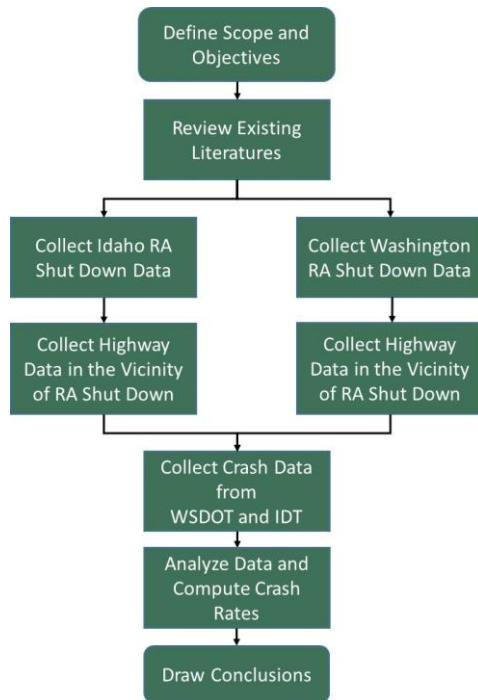 Define Scope and
Objectives
Review Existing
Literatures
Collect Idaho RA
Shut Down Data
Collect Washington
RA Shut Down Data
Collect Highway
Data in the Vicinity
of RA Shut Down
Collect Highway
Data in the Vicinity
of RA Shut Down
Collect Crash Data
from
WSDOT and IDT
Analyze Data and
Compute Crash
Rates
Draw Conclusions